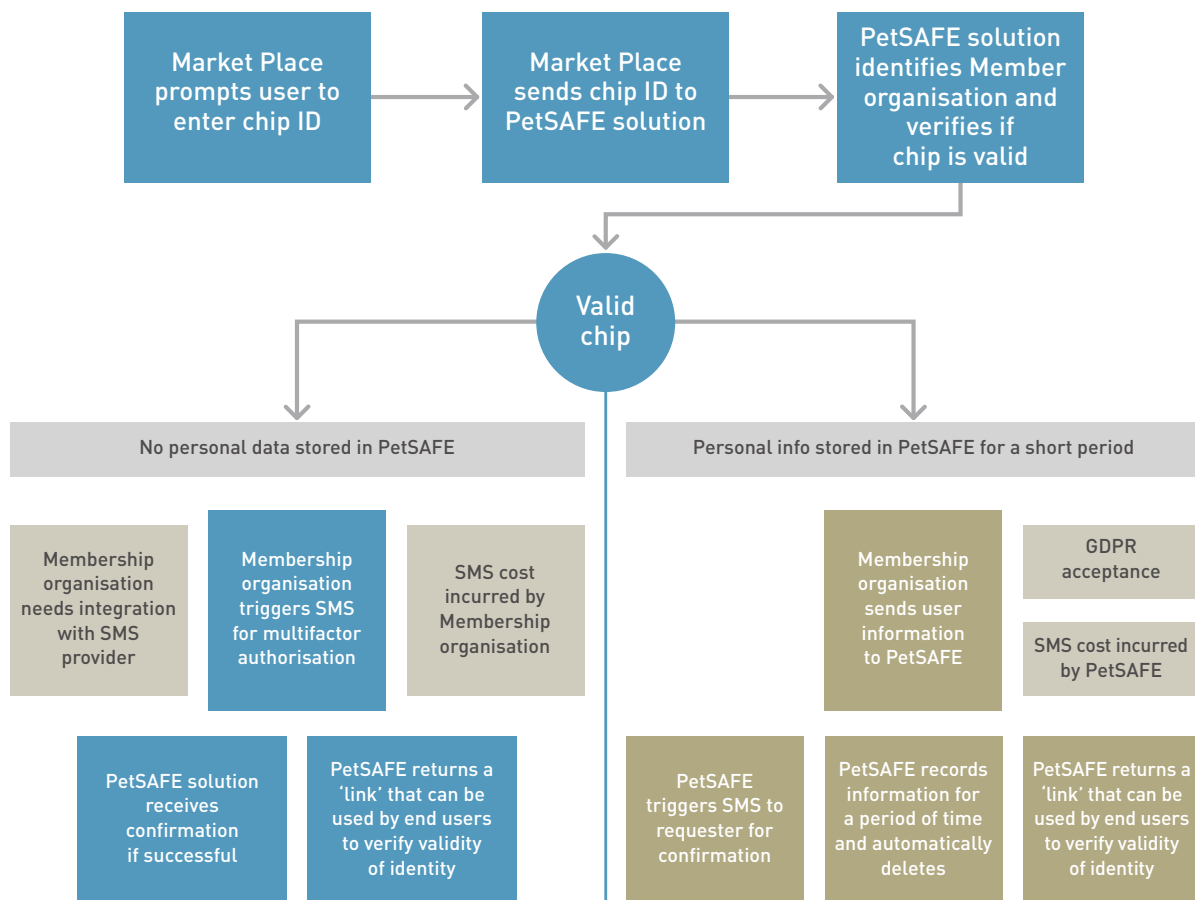 Market Place
prompts user to
enter chip ID
Market Place
sends chip ID to
PetSAFE solution
PetSAFE solution
identifies Member
organisation and
verifies if
chip is valid
Valid
chip
No personal data stored in PetSAFE
Personal info stored in PetSAFE for a short period
Membership
organisation
needs integration
with SMS
provider
Membership
organisation
triggers SMS
for multifactor
authorisation
SMS cost
incurred by
Membership
organisation
Membership
organisation
sends user
information
to PetSAFE
GDPR
acceptance
SMS cost incurred
by PetSAFE
PetSAFE solution
receives
confirmation
if successful
PetSAFE returns a
‘link’ that can be
used by end users
to verify validity
of identity
PetSAFE
triggers SMS to
requester for
confirmation
PetSAFE records
information for
a period of time
and automatically
deletes
PetSAFE returns a
‘link’ that can be
used by end users
to verify validity
of identity